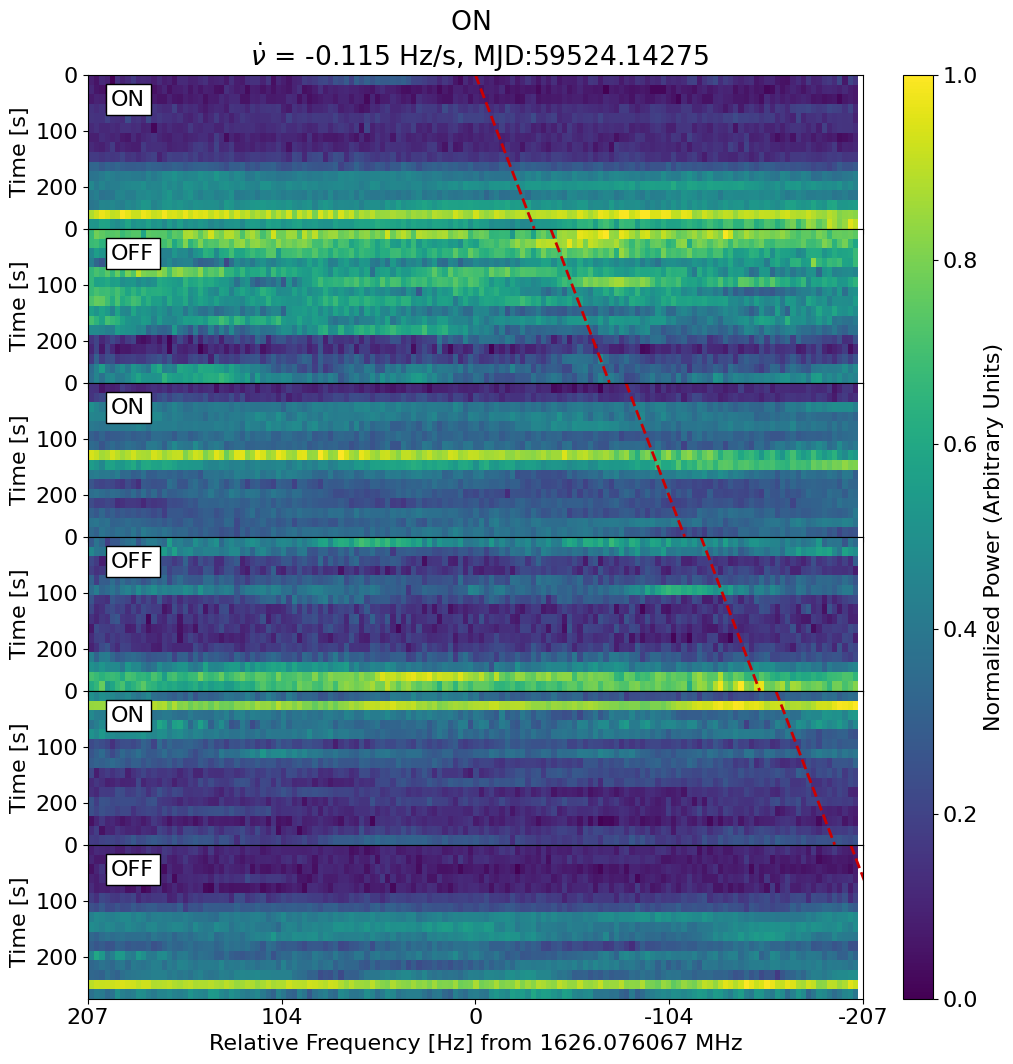 ON
ν̇ = -0.115 Hz/s, MJD:59524.14275
0
ON
100
200
Time [s]
0
OFF
100
200
Time [s]
0
ON
100
200
Time [s]
0
OFF
100
200
Time [s]
0
ON
100
200
Time [s]
0
OFF
100
200
Time [s]
207
104
0
-104
-207
Relative Frequency [Hz] from 1626.076067 MHz
1.0
0.8
0.6
0.4
0.2
0.0
Normalized Power (Arbitrary Units)